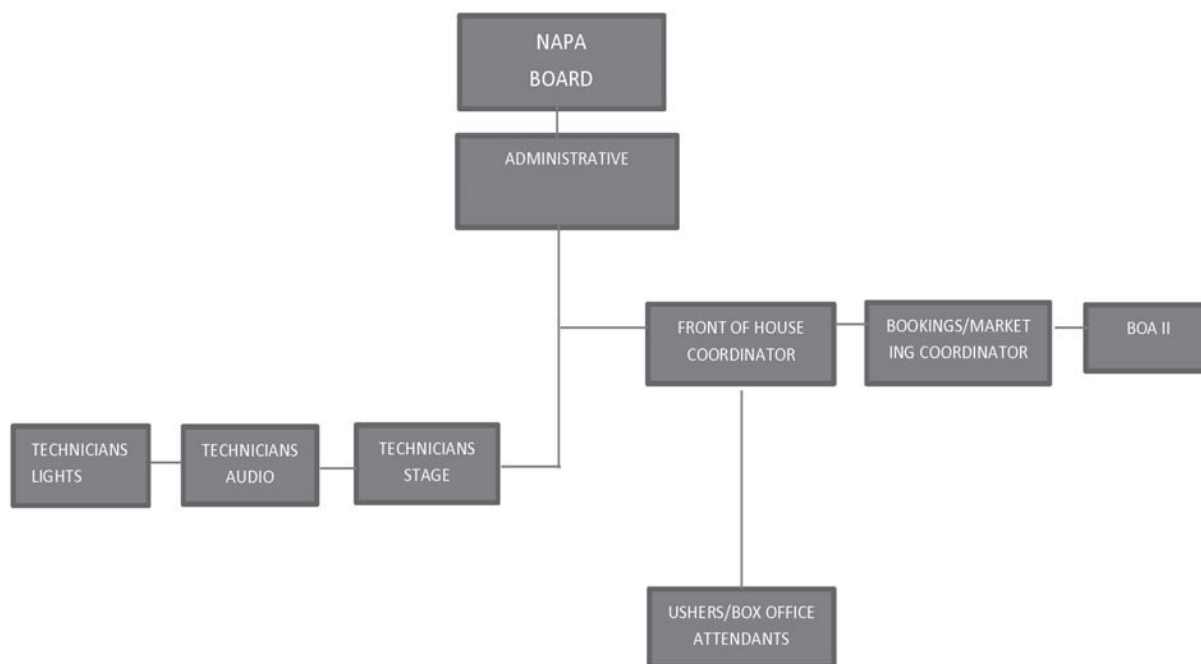 NAPA
BOARD
ADMINISTRATIVE
FRONT OF HOUSE
COORDINATOR
BOOKINGS/MARKET
ING COORDINATOR
BOA II
TECHNICIANS
LIGHTS
TECHNICIANS
AUDIO
TECHNICIANS
STAGE
USHERS/BOX OFFICE
ATTENDANTS